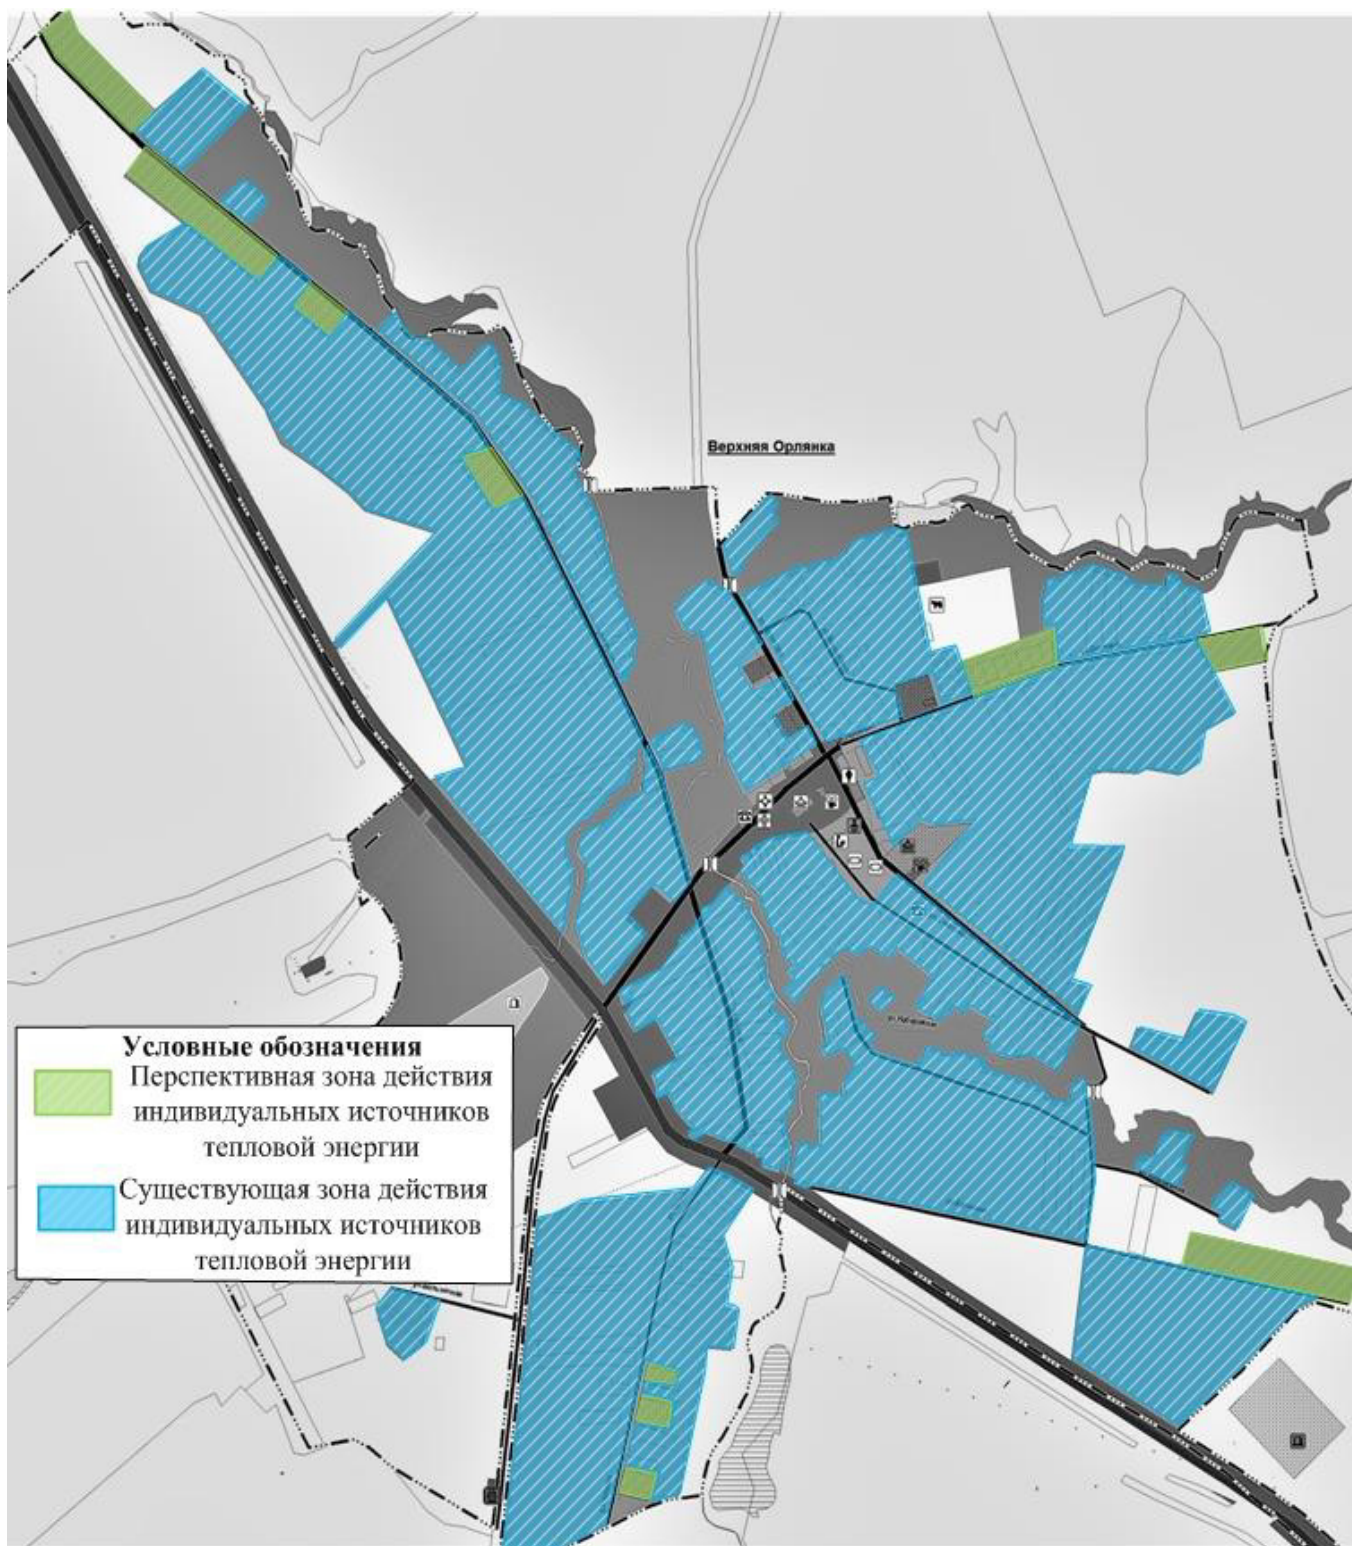 Верхняя Орлянка
Условные обозначения
Перспективная зона действия
индивидуальных источников
тепловой энергии
Существующая зона действия
индивидуальных источников
тепловой энергии